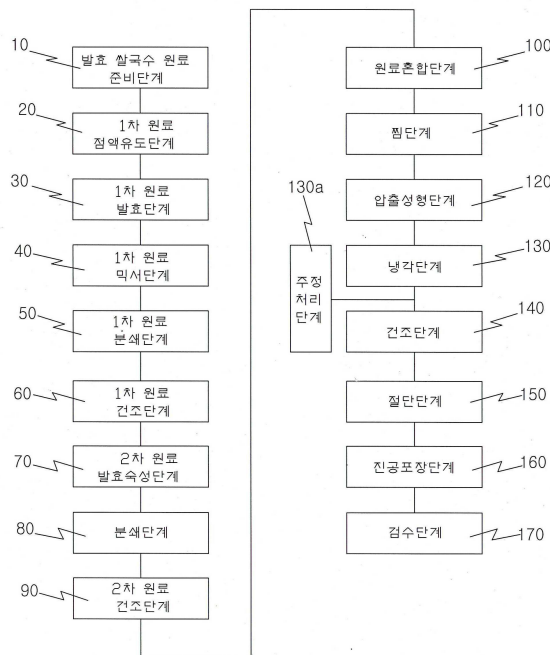 10
발효 쌀국수 원료
준비단계
20
1차 원료
점액유도단계
30
1차 원료
발효단계
40
1차 원료
믹서단계
50
1차 원료
분쇄단계
60
1차 원료
건조단계
70
2차 원료
발효숙성단계
80
분쇄단계
90
2차 원료
건조단계
100
원료혼합단계
110
찜단계
120
압출성형단계
130
냉각단계
130a
주정
처리
단계
140
건조단계
150
절단단계
160
진공포장단계
170
검수단계